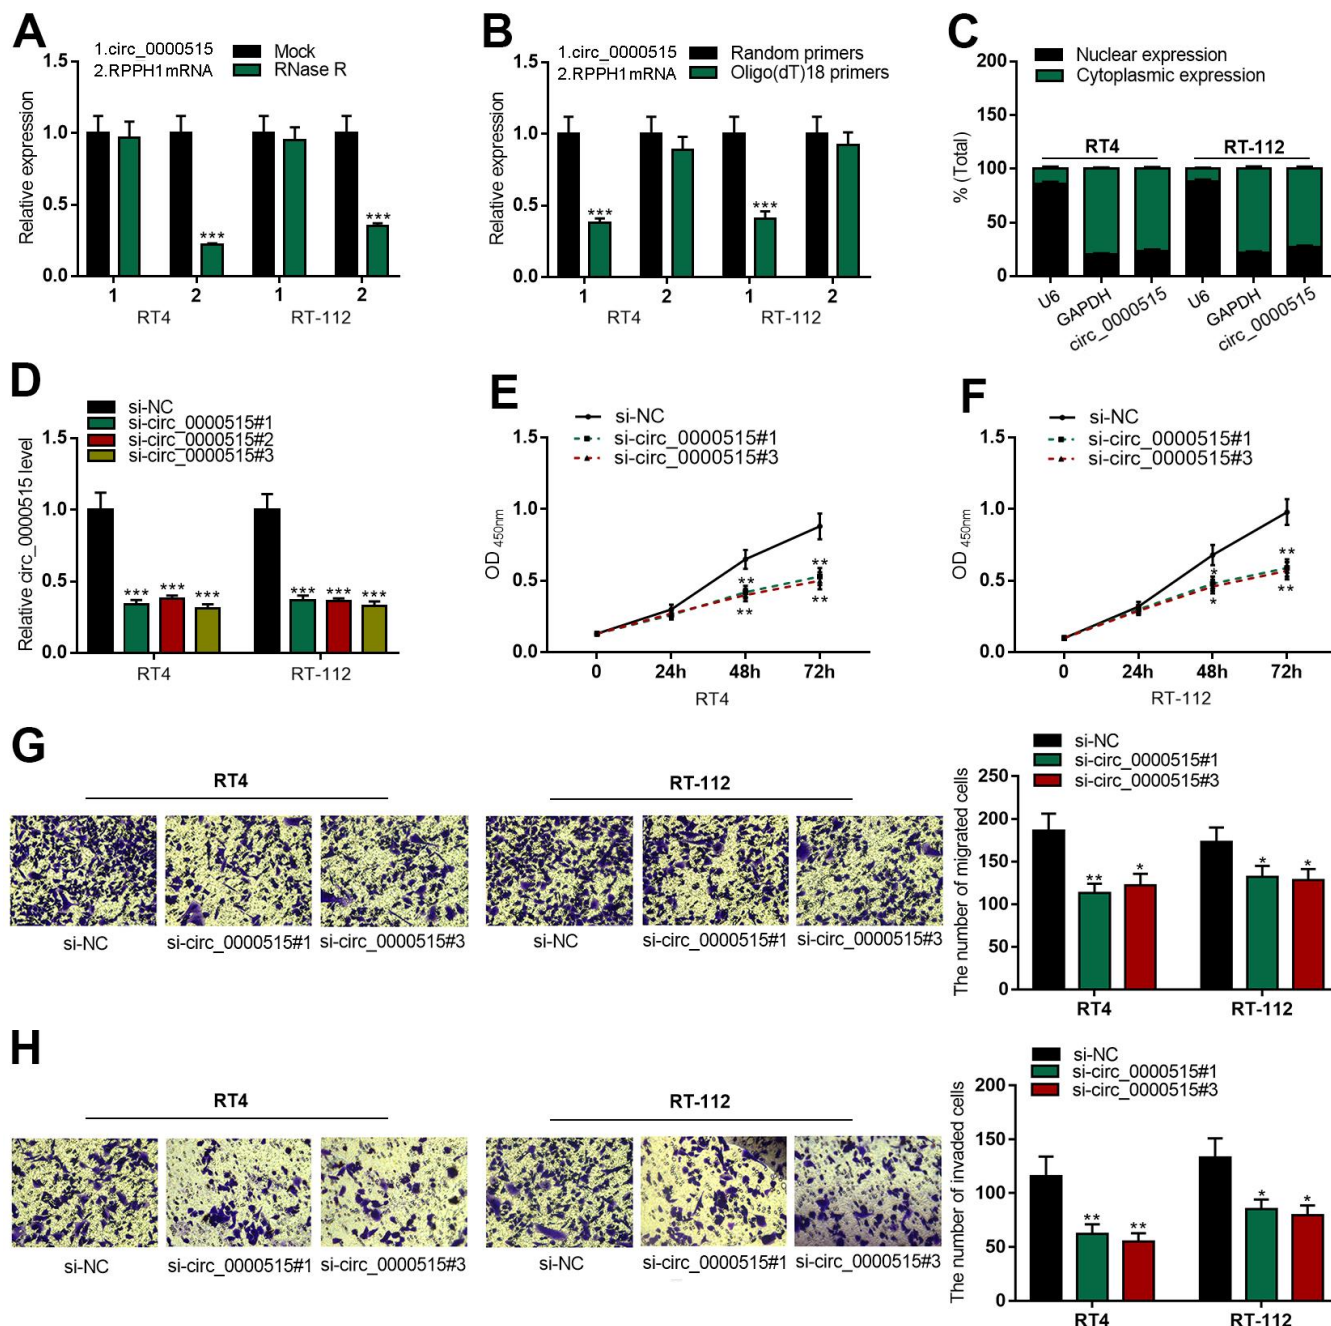 A
1.circ_0000515
2.RPPH1mRNA
Mock
RNase R
Relative expression
1.5
1.0
0.5
0.0
***
***
1 2 1 2
RT4 RT-112
B
1.circ_0000515
2.RPPH1mRNA
Random primers
Oligo(dT)18 primers
Relative expression
1.5
1.0
0.5
0.0
***
***
1 2 1 2
RT4 RT-112
C
Nuclear expression
Cytoplasmic expression
% (Total)
200
150
100
50
0
RT4 RT-112
U6 GAPDH circ_0000515 U6 GAPDH circ_0000515
D
si-NC
si-circ_0000515#1
si-circ_0000515#2
si-circ_0000515#3
Relative circ_0000515 level
1.5
1.0
0.5
0.0
*** *** *** *** *** ***
RT4 RT-112
E
si-NC
si-circ_0000515#1
si-circ_0000515#3
OD450nm
1.5
1.0
0.5
0.0
** **
** **
0 24h 48h 72h
RT4
F
si-NC
si-circ_0000515#1
si-circ_0000515#3
OD450nm
1.5
1.0
0.5
0.0
* **
* **
0 24h 48h 72h
RT-112
G
RT4 RT-112
si-NC si-circ_0000515#1 si-circ_0000515#3 si-NC si-circ_0000515#1 si-circ_0000515#3
si-NC
si-circ_0000515#1
si-circ_0000515#3
The number of migrated cells
250
200
150
100
50
0
** * * *
RT4 RT-112
H
RT4 RT-112
si-NC si-circ_0000515#1 si-circ_0000515#3 si-NC si-circ_0000515#1 si-circ_0000515#3
si-NC
si-circ_0000515#1
si-circ_0000515#3
The number of invaded cells
200
150
100
50
0
** ** * *
RT4 RT-112